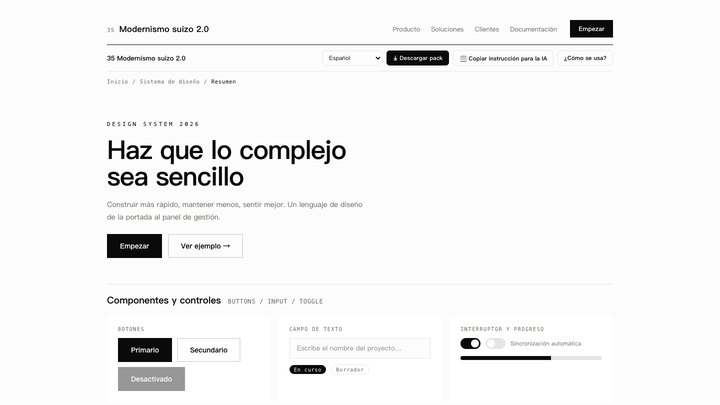 35 Modernismo suizo 2.0
Producto Soluciones Clientes Documentación Empezar
35 Modernismo suizo 2.0 Español Descargar pack Copiar instrucción para la IA ¿Cómo se usa?
Inicio / Sistema de diseño / Resumen
DESIGN SYSTEM 2026
Haz que lo complejo
sea sencillo
Construir más rápido, mantener menos, sentir mejor. Un lenguaje de diseño
de la portada al panel de gestión.
Empezar Ver ejemplo →
Componentes y controles BUTTONS / INPUT / TOGGLE
BOTONES
Primario Secundario
Desactivado
CAMPO DE TEXTO
Escribe el nombre del proyecto...
En curso Borrador
INTERRUPTOR Y PROGRESO
Sincronización automática